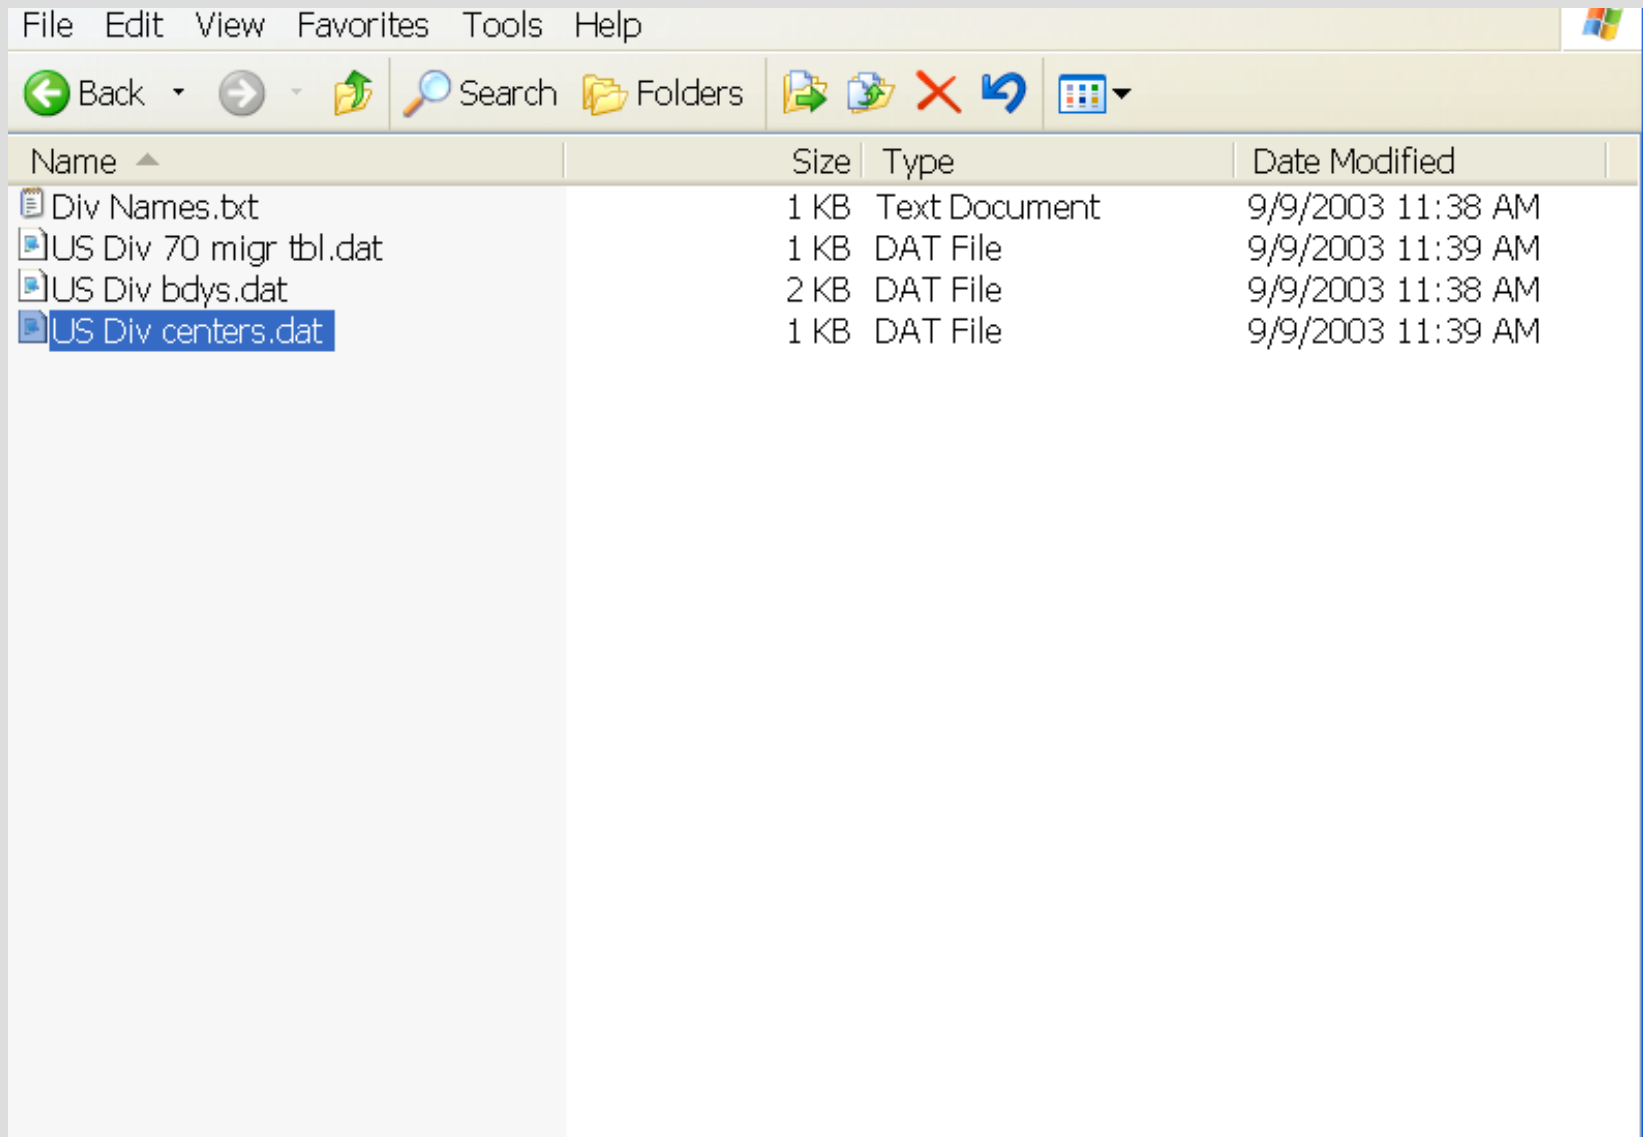 File Edit View Favorites Tools Help
Back Search Folders
Name Size Type Date Modified
Div Names.txt 1 KB Text Document 9/9/2003 11:38 AM
US Div 70 migr tbl.dat 1 KB DAT File 9/9/2003 11:39 AM
US Div bdys.dat 2 KB DAT File 9/9/2003 11:38 AM
US Div centers.dat 1 KB DAT File 9/9/2003 11:39 AM